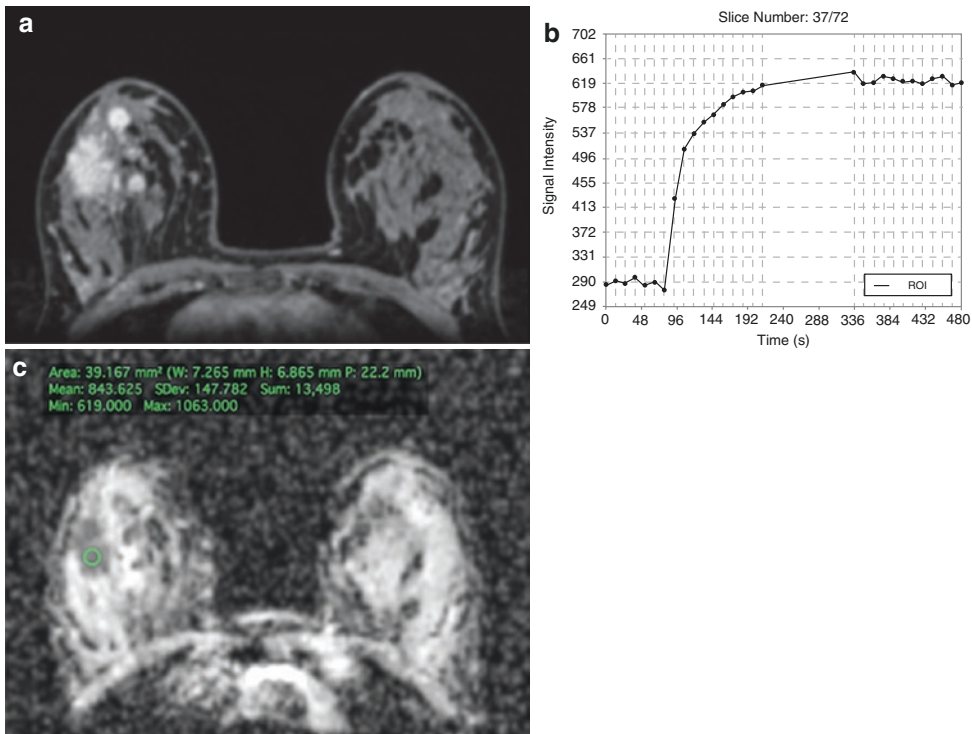 a
b
Slice Number: 37/72
702
661
619
578
537
496
455
413
372
331
290
249
Signal Intensity
0 48 96 144 192 240 288 336 384 432 480
Time (s)
ROI
c
Area: 39.167 mm² (W: 7.265 mm H: 6.865 mm P: 22.2 mm)
Mean: 843.625 SDev: 147.782 Sum: 13,498
Min: 619.000 Max: 1063.000